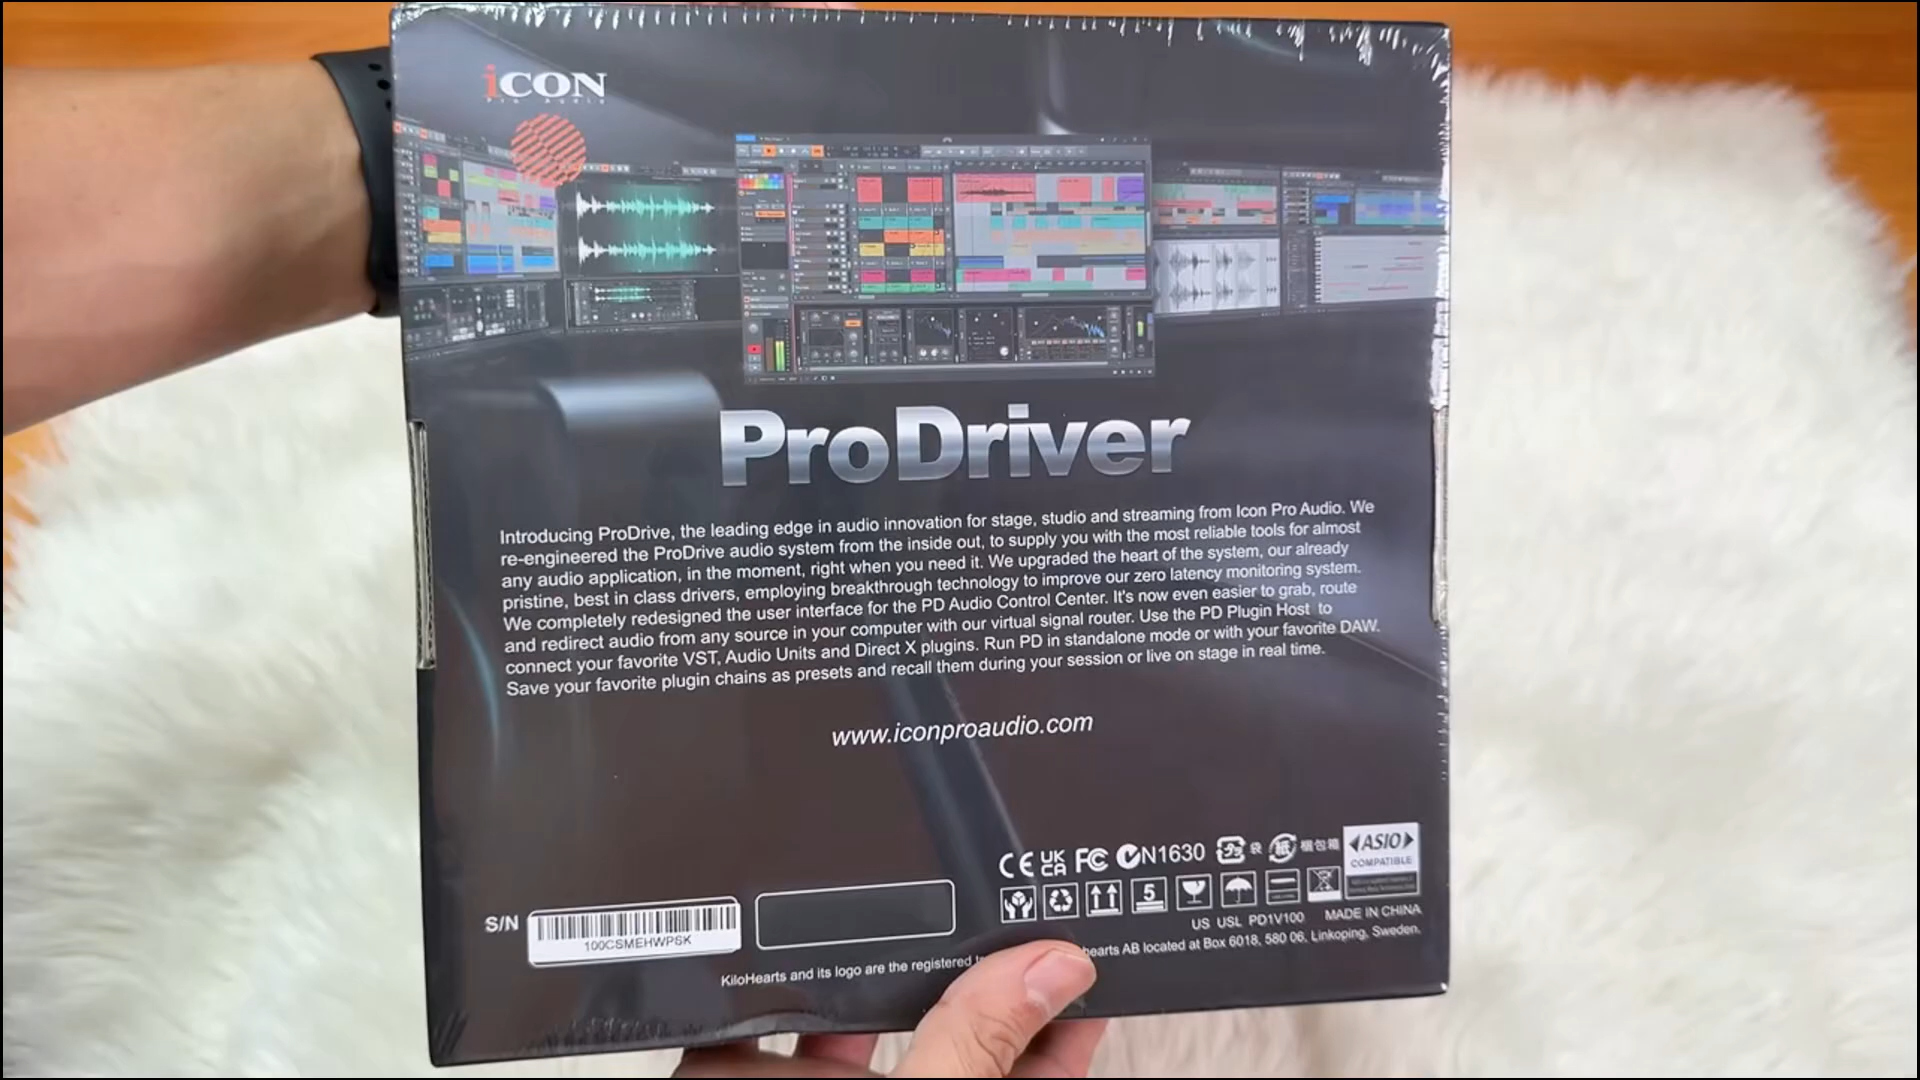 iCON
Pro Audio
ProDriver
Introducing ProDrive, the leading edge in audio innovation for stage, studio and streaming from Icon Pro Audio. We
re-engineered the ProDrive audio system from the inside out, to supply you with the most reliable tools for almost
any audio application, in the moment, right when you need it. We upgraded the heart of the system, our already
pristine, best in class drivers, employing breakthrough technology to improve our zero latency monitoring system.
We completely redesigned the user interface for the PD Audio Control Center. It's now even easier to grab, route
and redirect audio from any source in your computer with our virtual signal router. Use the PD Plugin Host to
connect your favorite VST, Audio Units and Direct X plugins. Run PD in standalone mode or with your favorite DAW.
Save your favorite plugin chains as presets and recall them during your session or live on stage in real time.
www.iconproaudio.com
CE UK CA FC N1630 プラ 袋 紙 梱包箱
ASIO
COMPATIBLE
5
S/N
100CSMEHWPSK
US USL PD1V100 MADE IN CHINA
KiloHearts and its logo are the registered hearts AB located at Box 6018, 580 06, Linkoping, Sweden.